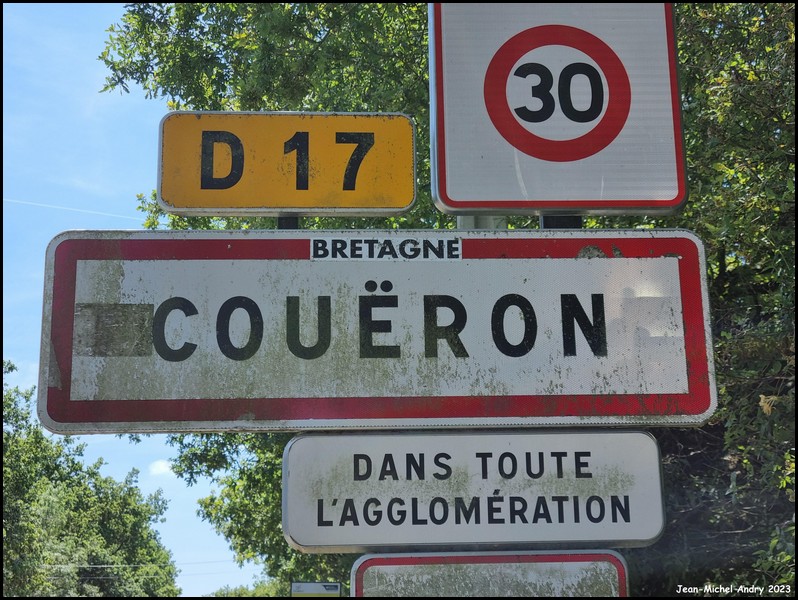 30
D 17
BRETAGNE
COUËRON
DANS TOUTE
L'AGGLOMÉRATION
Jean-Michel-Andry 2023